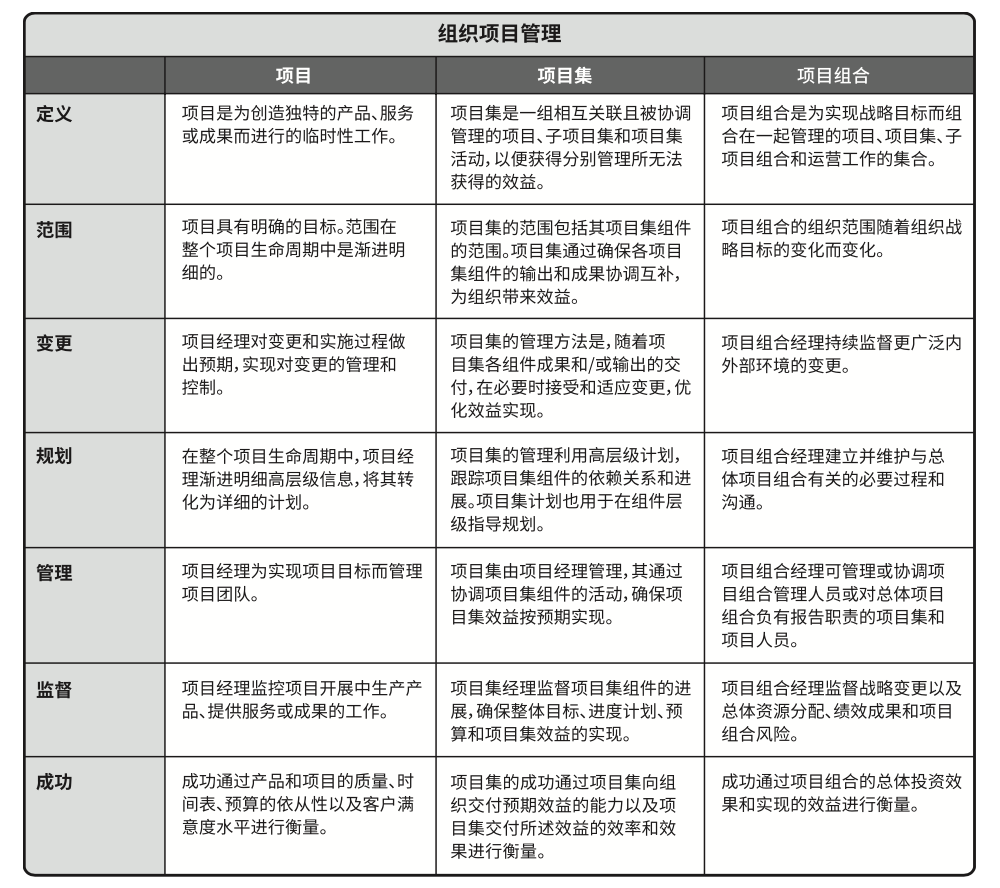 组织项目管理
项目
项目集
项目组合
定义
项目是为创造独特的产品、服务
或成果而进行的临时性工作。
项目集是一组相互关联且被协调
管理的项目、子项目集和项目集
活动，以便获得分别管理所无法
获得的效益。
项目组合是为实现战略目标而组
合在一起管理的项目、项目集、子
项目组合和运营工作的集合。
范围
项目具有明确的目标。范围在
整个项目生命周期中是渐进明
细的。
项目集的范围包括其项目集组件
的范围。项目集通过确保各项目
集组件的输出和成果协调互补，
为组织带来效益。
项目组合的组织范围随着组织战
略目标的变化而变化。
变更
项目经理对变更和实施过程做
出预期，实现对变更的管理和
控制。
项目集的管理方法是，随着项
目集各组件成果和/或输出的交
付，在必要时接受和适应变更，优
化效益实现。
项目组合经理持续监督更广泛内
外部环境的变更。
规划
在整个项目生命周期中，项目经
理渐进明细高层级信息，将其转
化为详细的计划。
项目集的管理利用高层级计划，
跟踪项目集组件的依赖关系和进
展。项目集计划也用于在组件层
级指导规划。
项目组合经理建立并维护与总
体项目组合有关的必要过程和
沟通。
管理
项目经理为实现项目目标而管理
项目团队。
项目集由项目经理管理，其通过
协调项目集组件的活动，确保项
目集效益按预期实现。
项目组合经理可管理或协调项
目组合管理人员或对总体项目
组合负有报告职责的项目集和
项目人员。
监督
项目经理监控项目开展中生产产
品、提供服务或成果的工作。
项目集经理监督项目集组件的进
展，确保整体目标、进度计划、预
算和项目集效益的实现。
项目组合经理监督战略变更以及
总体资源分配、绩效成果和项目
组合风险。
成功
成功通过产品和项目的质量、时
间表、预算的依从性以及客户满
意度水平进行衡量。
项目集的成功通过项目集向组
织交付预期效益的能力以及项
目集交付所述效益的效率和效
果进行衡量。
成功通过项目组合的总体投资效
果和实现的效益进行衡量。